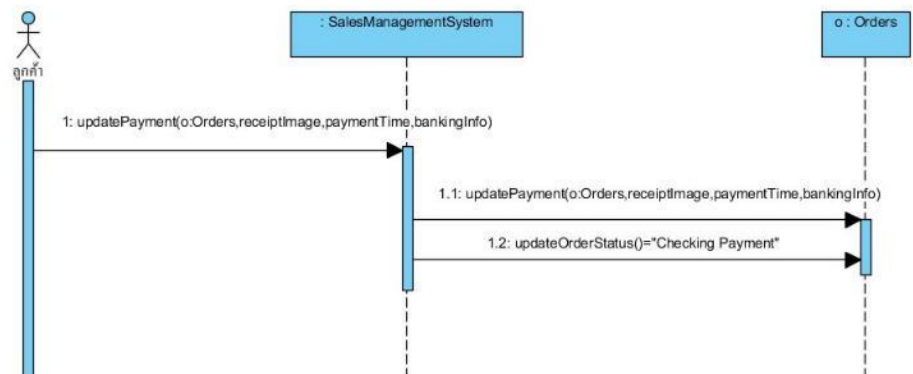 : SalesManagementSystem
o : Orders
ลูกค้า
1: updatePayment(o:Orders,receiptImage,paymentTime,bankingInfo)
1.1: updatePayment(o:Orders,receiptImage,paymentTime,bankingInfo)
1.2: updateOrderStatus()="Checking Payment"